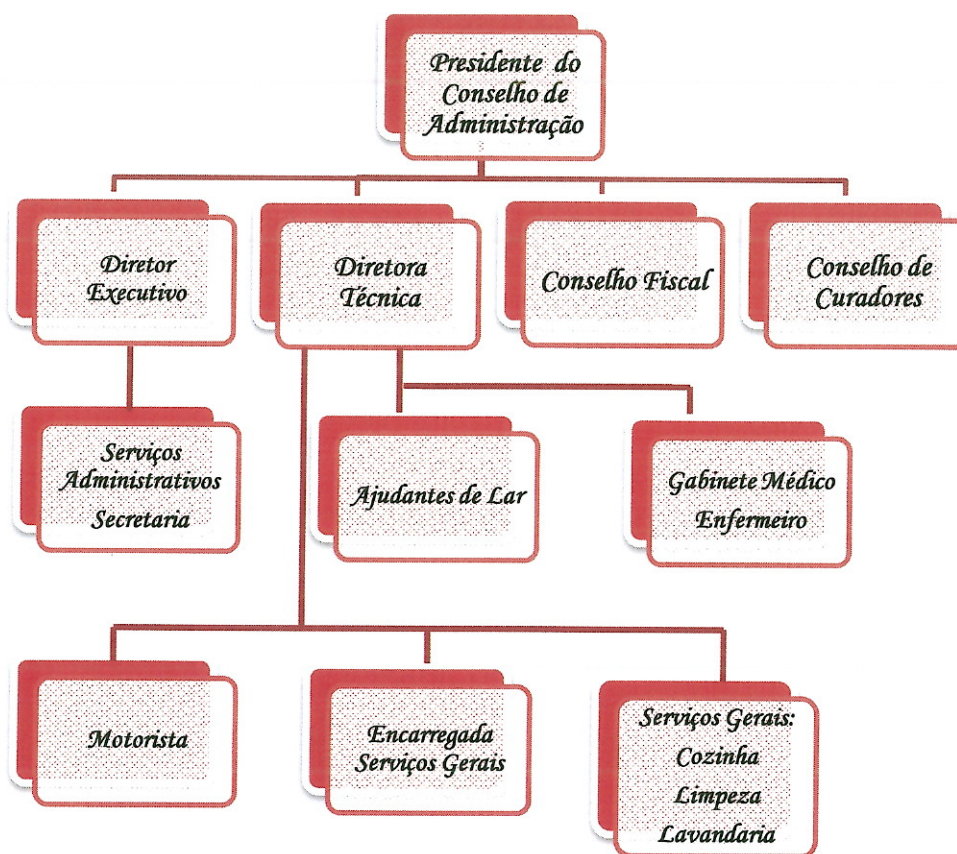 Presidente do
Conselho de
Administração
Diretor
Executivo
Diretora
Técnica
Conselho Fiscal
Conselho de
Curadores
Serviços
Administrativos
Secretaria
Ajudantes de Lar
Gabinete Médico
Enfermeiro
Motorista
Encarregada
Serviços Gerais
Serviços Gerais:
Cozinha
Limpeza
Lavandaria